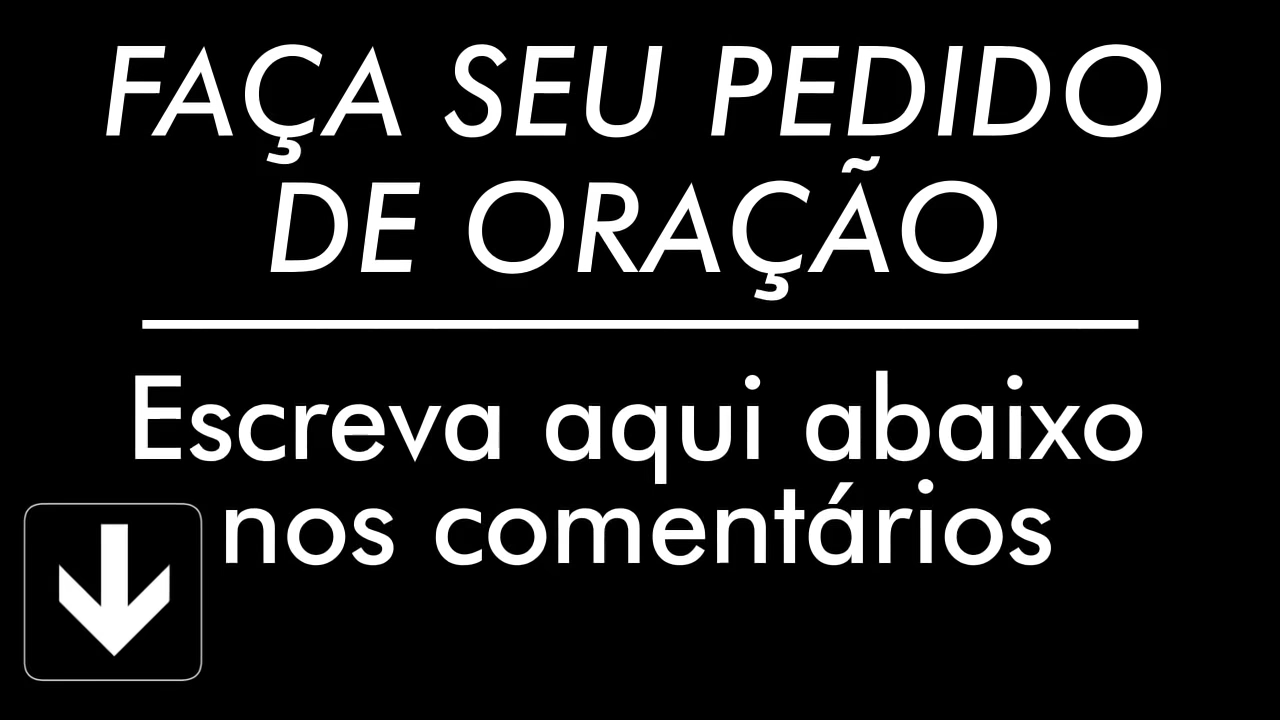 FAÇA SEU PEDIDO
DE ORAÇÃO
Escreva aqui abaixo
nos comentários